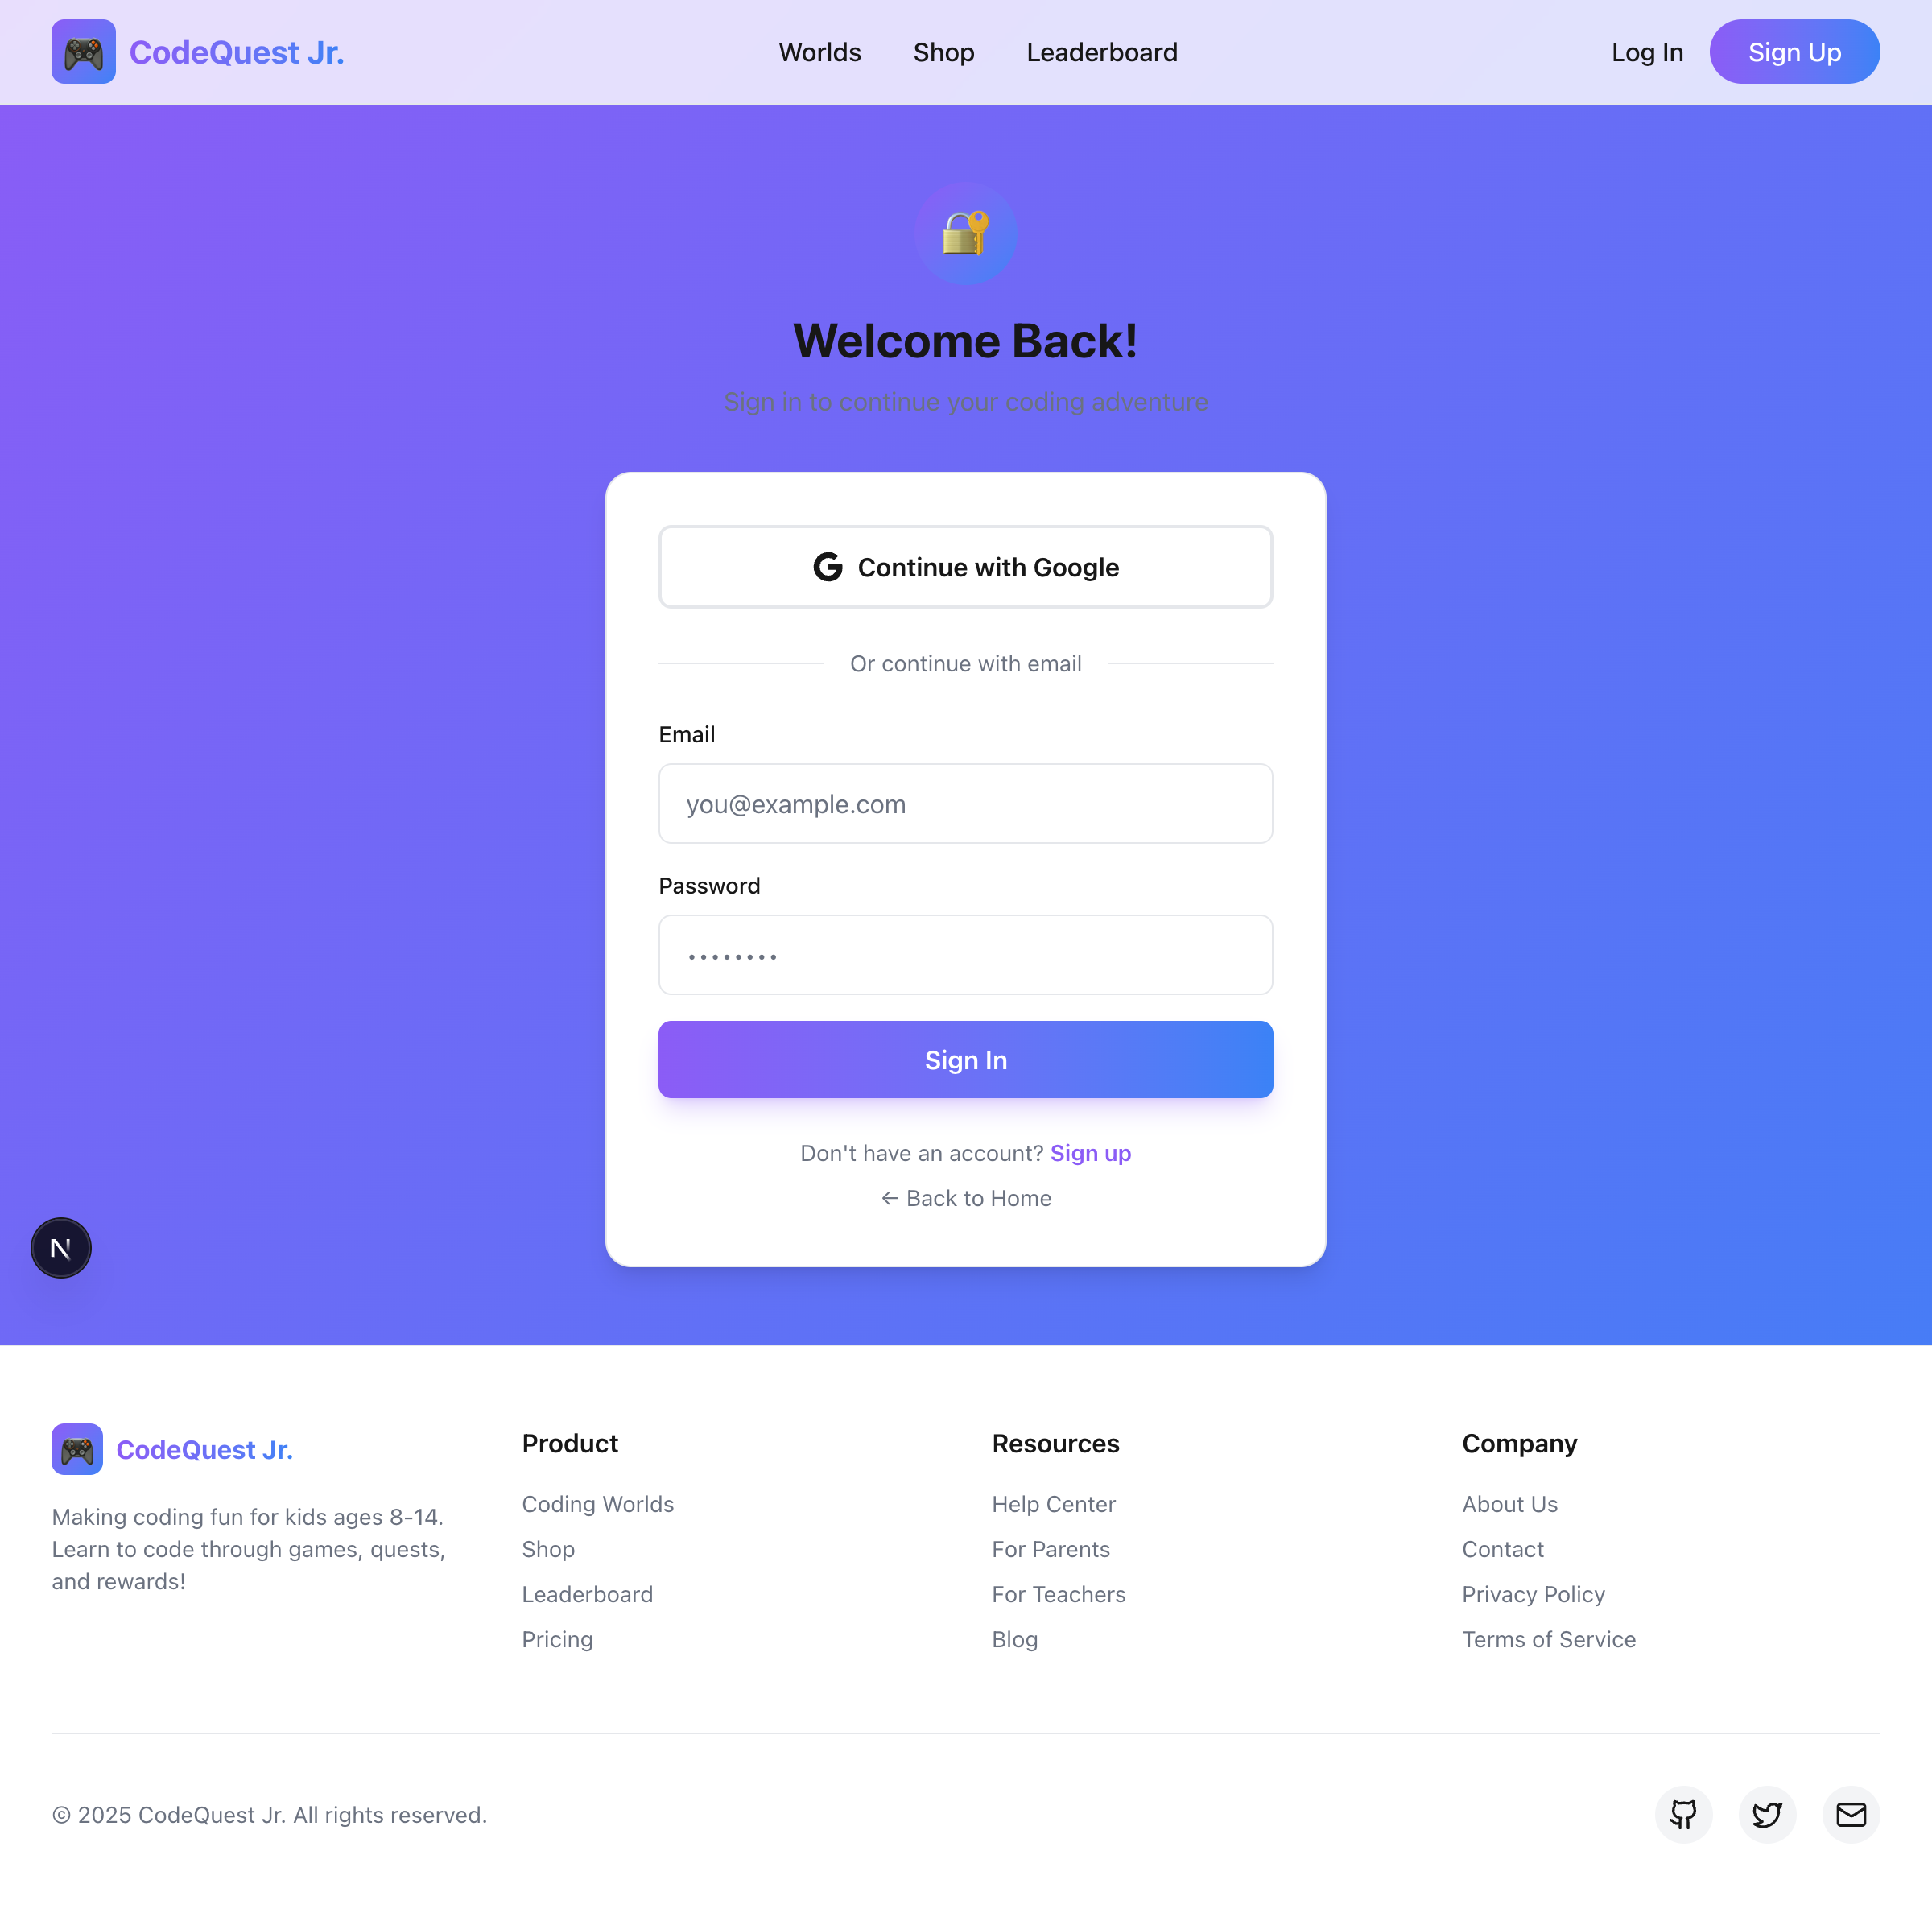 CodeQuest Jr.
Worlds
Shop
Leaderboard
Log In
Sign Up
Welcome Back!
Sign in to continue your coding adventure
Continue with Google
Or continue with email
Email
you@example.com
Password
••••••••
Sign In
Don't have an account? Sign up
← Back to Home
N
CodeQuest Jr.
Making coding fun for kids ages 8-14.
Learn to code through games, quests,
and rewards!
Product
Coding Worlds
Shop
Leaderboard
Pricing
Resources
Help Center
For Parents
For Teachers
Blog
Company
About Us
Contact
Privacy Policy
Terms of Service
© 2025 CodeQuest Jr. All rights reserved.